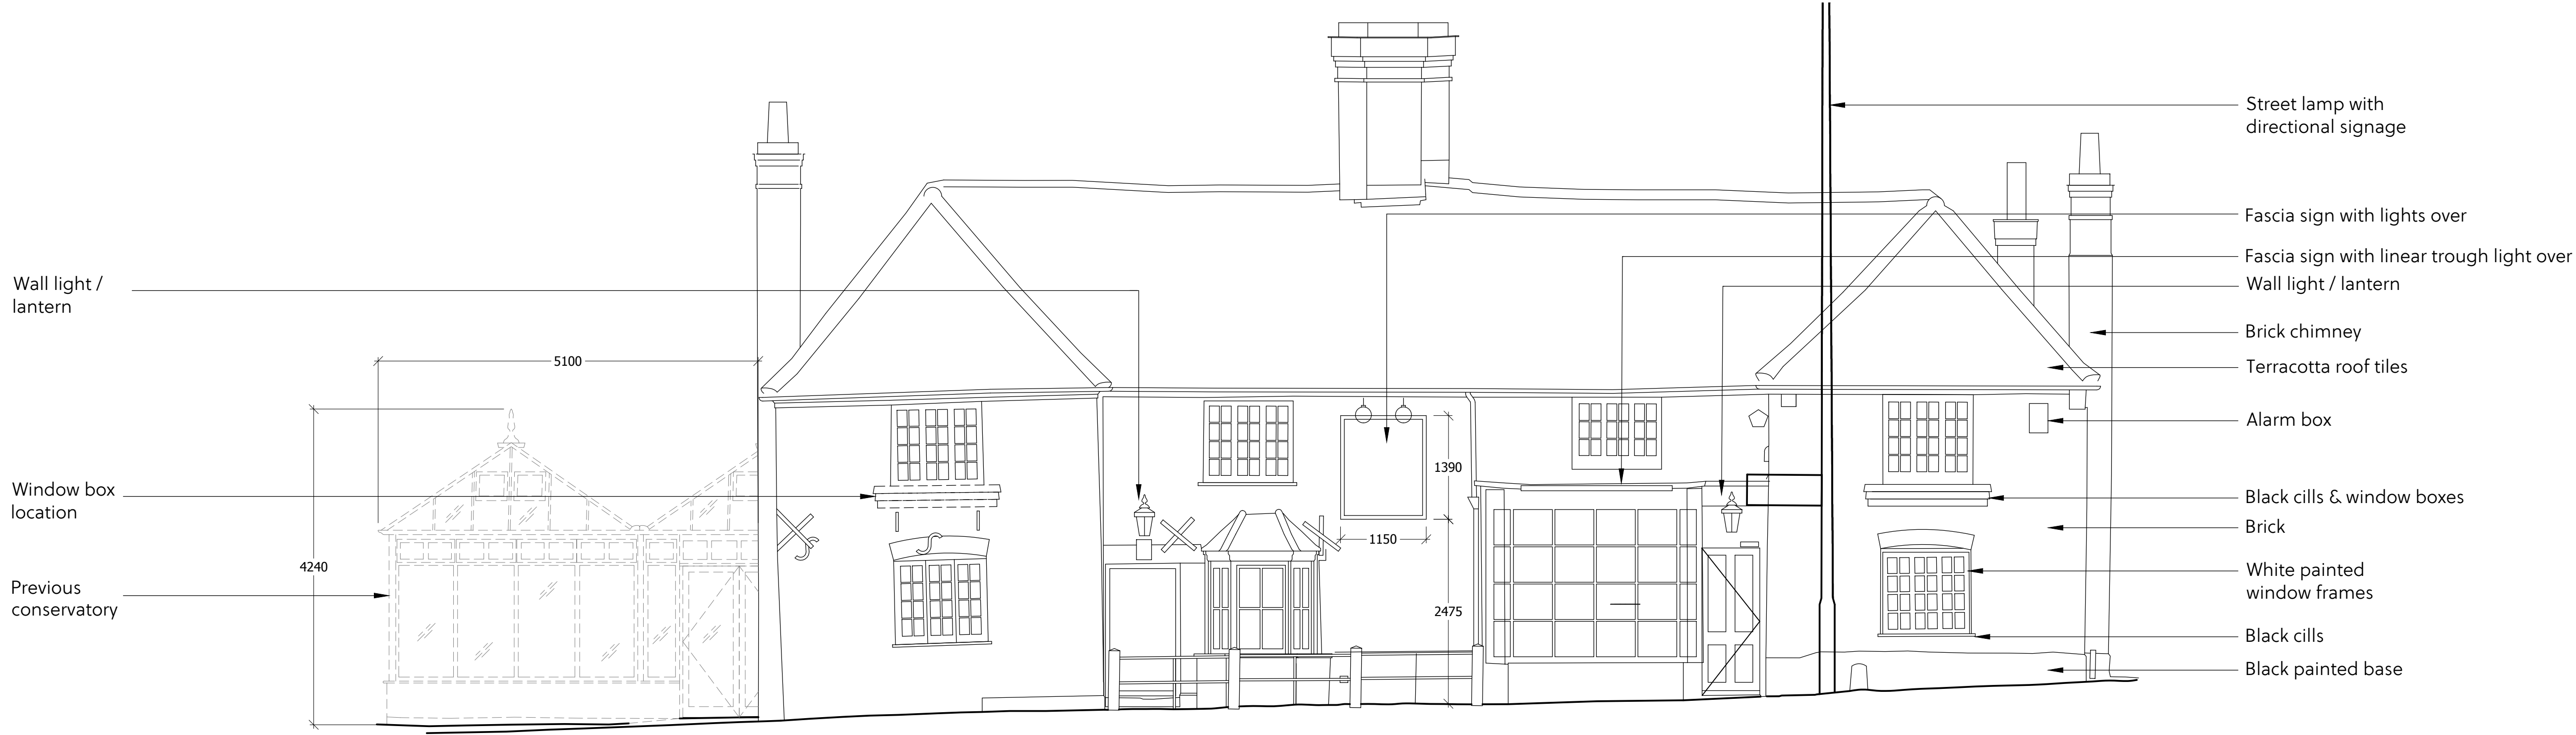 Wall light /
lantern
Window box
location
Previous
conservatory
5100
4240
1390
1150
2475
Street lamp with
directional signage
Fascia sign with lights over
Fascia sign with linear trough light over
Wall light / lantern
Brick chimney
Terracotta roof tiles
Alarm box
Black cills & window boxes
Brick
White painted
window frames
Black cills
Black painted base